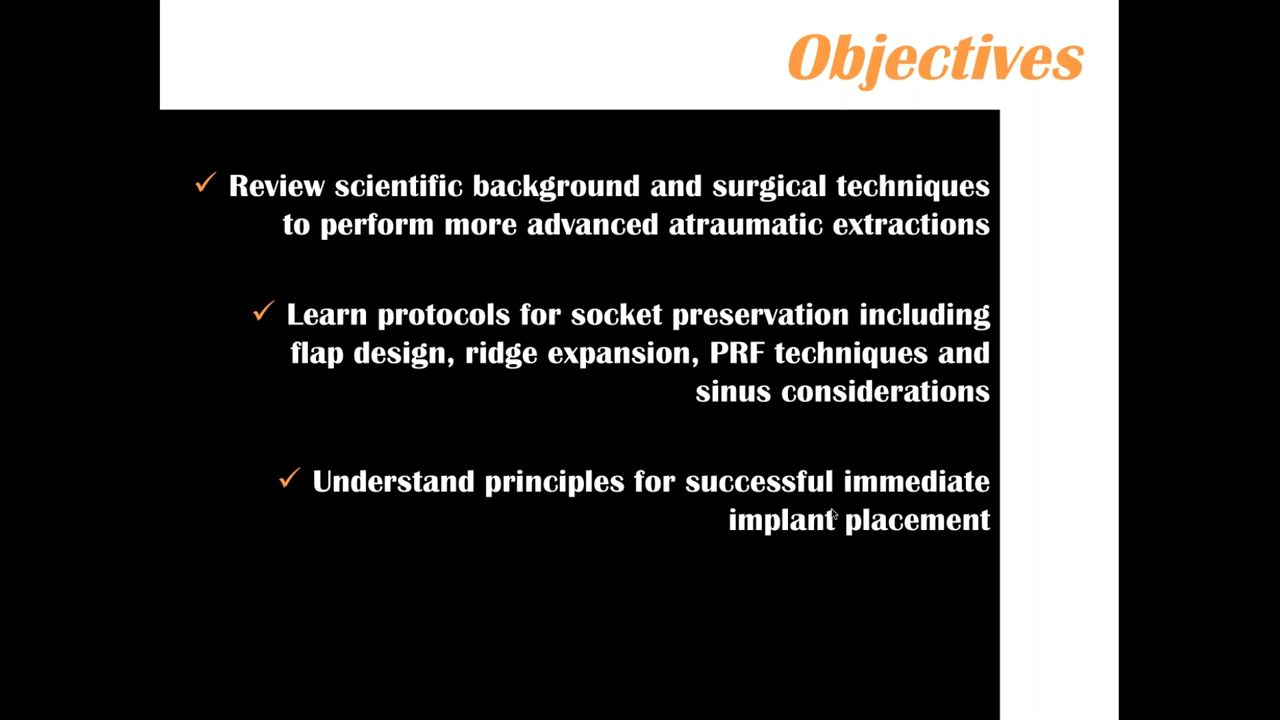 Objectives
✓ Review scientific background and surgical techniques
to perform more advanced atraumatic extractions
✓ Learn protocols for socket preservation including
flap design, ridge expansion, PRF techniques and
sinus considerations
✓ Understand principles for successful immediate
implant placement